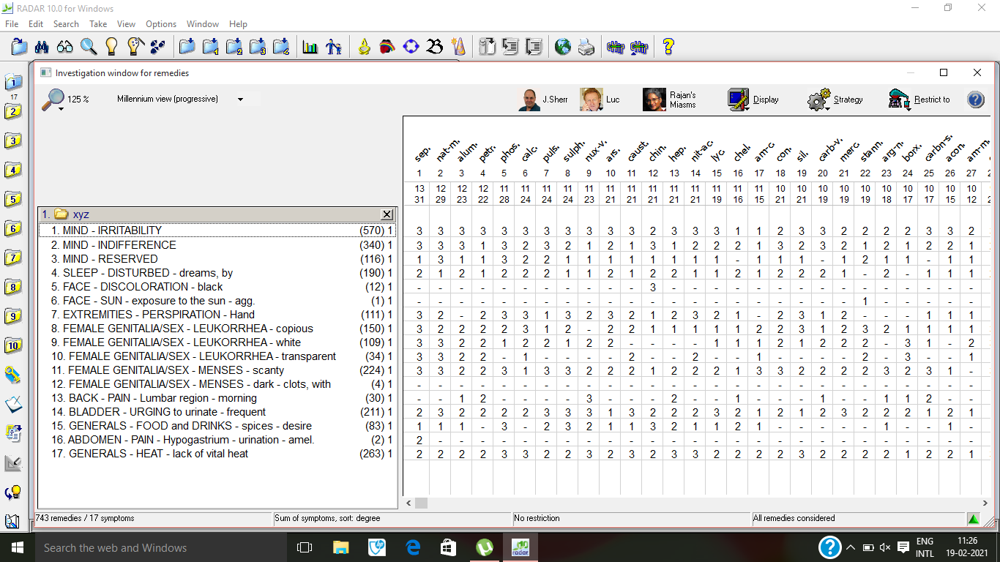 RADAR 10.0 for Windows
File Edit Search Take View Options Window Help
Investigation window for remedies
125 % Millennium view (progressive) J.Sherr Luc Rajan's Miasms Display Strategy Restrict to
sep. nat-m. alum. petr. phos. calc. puls. sulph. nux-v. ars. caust. chin. hep. nit-ac. lyc. chel. am-c. con. sil. carb-v. merc. stann. arg-n. borx. carbn-s. acon. am-m.
1 2 3 4 5 6 7 8 9 10 11 12 13 14 15 16 17 18 19 20 21 22 23 24 25 26 27
13 12 12 12 11 11 11 11 11 11 11 11 11 11 11 11 11 10 10 10 10 10 10 10 10 10 10
31 29 23 22 28 24 24 24 23 21 21 21 21 21 19 16 15 21 21 19 19 19 18 17 17 15 12
1. xyz
1. MIND - IRRITABILITY (570) 1 3 3 3 3 3 3 3 3 3 3 3 2 3 3 3 1 1 2 3 3 2 2 2 2 3 3 2
2. MIND - INDIFFERENCE (340) 1 3 3 3 1 3 2 3 2 1 2 1 3 1 2 2 2 1 3 2 3 2 1 2 1 2 2 1
3. MIND - RESERVED (116) 1 1 3 1 1 3 2 2 1 1 1 1 1 1 1 1 - 1 1 1 - 1 2 1 1 - 1 1
4. SLEEP - DISTURBED - dreams, by (190) 1 2 1 2 1 2 2 2 1 2 1 2 1 2 2 1 1 2 1 2 2 2 1 - 2 - 1 1 1
5. FACE - DISCOLORATION - black (12) 1 - - - - - - - - - - - 3 - - - - - - - - - - - - - - -
6. FACE - SUN - exposure to the sun - agg. (1) 1 - - - - - - - - - - - - - - - - - - - - - 1 - - - - -
7. EXTREMITIES - PERSPIRATION - Hand (111) 1 3 2 - 2 3 3 1 3 2 3 2 1 2 3 2 1 - 2 3 1 2 - - - 1 1 1
8. FEMALE GENITALIA/SEX - LEUKORRHEA - copious (150) 1 3 2 2 2 2 3 1 2 - 2 2 1 1 1 1 1 2 2 3 1 2 3 2 1 1 1 1
9. FEMALE GENITALIA/SEX - LEUKORRHEA - white (109) 1 3 3 2 2 1 2 2 1 2 2 - - - - 1 1 1 2 1 2 2 2 - 3 1 - 2
10. FEMALE GENITALIA/SEX - LEUKORRHEA - transparent (34) 1 3 3 2 2 - 1 - - - - 2 - - 2 - - 1 - - - - 2 - 3 - - 1
11. FEMALE GENITALIA/SEX - MENSES - scanty (224) 1 3 3 2 2 3 1 3 3 2 2 2 1 2 2 2 1 3 3 2 2 2 2 3 2 3 1 -
12. FEMALE GENITALIA/SEX - MENSES - dark - clots, with (4) 1 - - - - - - - - - - - - - - - - - - - - - - - - - - -
13. BACK - PAIN - Lumbar region - morning (30) 1 - - 1 2 - - - - 3 - - - 2 - - 1 - - - 1 - - 1 1 2 - -
14. BLADDER - URGING to urinate - frequent (211) 1 2 3 2 2 2 2 3 3 3 1 3 2 2 2 3 2 1 2 1 2 3 2 2 2 1 2 1
15. GENERALS - FOOD and DRINKS - spices - desire (83) 1 1 1 1 - 3 - 2 3 2 1 1 3 2 1 1 2 1 - - - - - 1 - - 1 -
16. ABDOMEN - PAIN - Hypogastrium - urination - amel. (2) 1 2 - - - - - - - - - - - - - - - - - - - - - - - - - -
17. GENERALS - HEAT - lack of vital heat (263) 1 2 2 2 2 3 3 2 2 3 2 3 2 3 3 2 2 2 2 3 2 2 2 2 1 2 2 1
743 remedies / 17 symptoms Sum of symptoms, sort: degree No restriction All remedies considered
Search the web and Windows
radar
ENG
INTL
11:26
19-02-2021